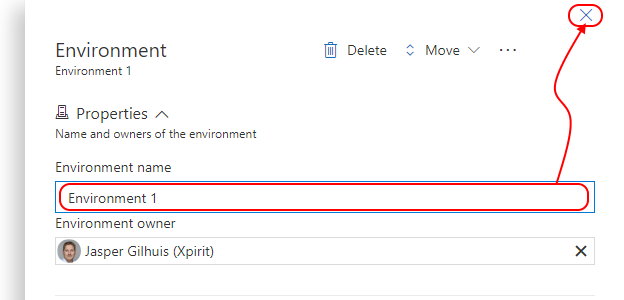 Environment
Delete Move ···
Environment 1
Properties
Name and owners of the environment
Environment name
Environment 1
Environment owner
Jasper Gilhuis (Xpirit)